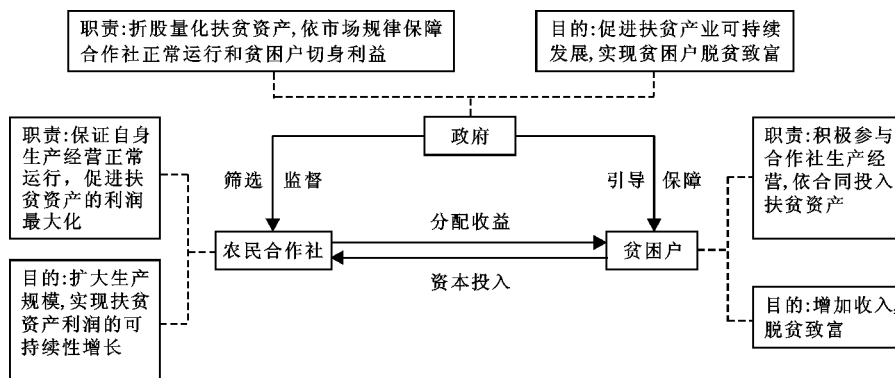 职责:折股量化扶贫资产,依市场规律保障
合作社正常运行和贫困户切身利益
目的:促进扶贫产业可持续
发展,实现贫困户脱贫致富
政府
职责:保证自身
生产经营正常
运行，促进扶
贫资产的利润
最大化
筛选 监督
引导 保障
职责:积极参与
合作社生产经
营,依合同投入
扶贫资产
农民合作社
分配收益
资本投入
贫困户
目的:扩大生产
规模,实现扶贫
资产利润的可
持续性增长
目的:增加收入,
脱贫致富